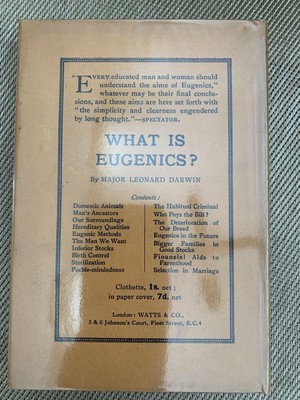 "EVERY educated man and woman should
understand the aims of Eugenics,"
whatever may be their final conclu-
sions, and these aims are here set forth with
"the simplicity and clearness engendered
by long thought."—SPECTATOR.
WHAT IS
EUGENICS?
By MAJOR LEONARD DARWIN
Contents:
Domestic Animals
Man's Ancestors
Our Surroundings
Hereditary Qualities
Eugenic Methods
The Men We Want
Inferior Stocks
Birth Control
Sterilization
Feeble-mindedness
The Habitual Criminal
Who Pays the Bill?
The Deterioration of
Our Breed
Eugenics in the Future
Bigger Families in
Good Stocks
Financial Aids to
Parenthood
Selection in Marriage
Clothette, 1s. net;
in paper cover, 7d. net
London: WATTS & CO.,
5 & 6 Johnson's Court, Fleet Street, E.C.4